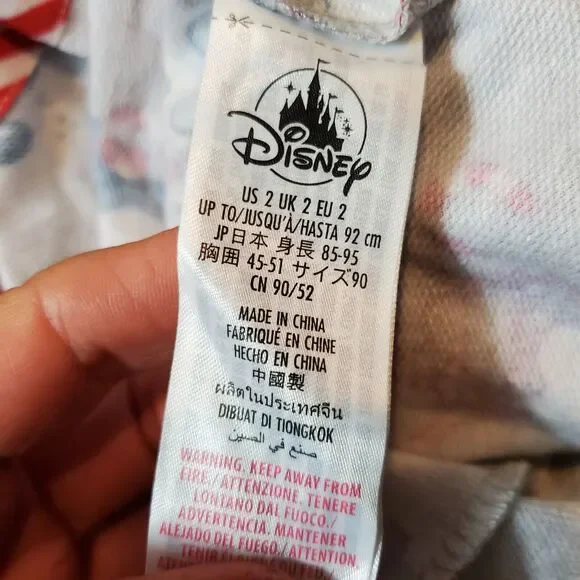 Disney
US 2 UK 2 EU 2
UP TO/JUSQU'À/HASTA 92 cm
JP日本 身長 85-95
胸囲 45-51 サイズ90
CN 90/52
MADE IN CHINA
FABRIQUÉ EN CHINE
HECHO EN CHINA
中國製
ผลิตในประเทศจีน
DIBUAT DI TIONGKOK
صنع في الصين
WARNING. KEEP AWAY FROM
FIRE. / ATTENZIONE. TENERE
LONTANO DAL FUOCO./
ADVERTENCIA. MANTENER
ALEJADO DEL FUEGO./ATTENTION.
TENIR ÉLOIGNÉ DU